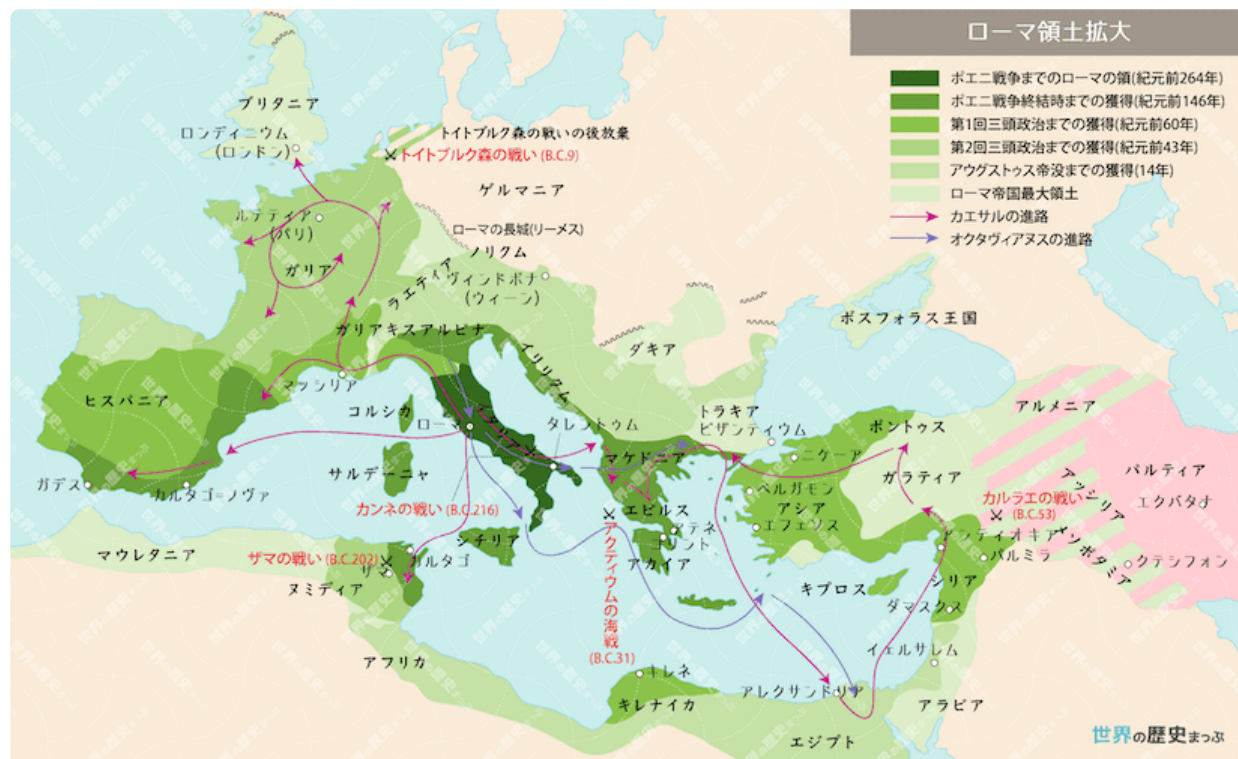 ローマ領土拡大
ポエニ戦争までのローマの領(紀元前264年)
ポエニ戦争終結時までの獲得(紀元前146年)
第1回三頭政治までの獲得(紀元前60年)
第2回三頭政治までの獲得(紀元前43年)
アウグストゥス帝没までの獲得(14年)
ローマ帝国最大領土
カエサルの進路
オクタヴィアヌスの進路
ブリタニア
ロンディニウム
(ロンドン)
トイトブルク森の戦いの後放棄
トイトブルク森の戦い (B.C.9)
ゲルマニア
ルテティア
(パリ)
ローマの長城(リーメス)
ノリクム
ガリア
ラエティア
ヴィンドボナ
(ウィーン)
ボスフォラス王国
ガリアキスアルピナ
イリリクム
ダキア
マッシリア
ヒスパニア
コルシカ
ローマ
タレントゥム
トラキア
ビザンティウム
ポントゥス
アルメニア
マケドニア
ニケーア
サルデーニャ
ガラティア
パルティア
ガデス
カルタゴ=ノヴァ
ペルガモン
アッシリア
エクバタナ
カンネの戦い (B.C.216)
エピルス
アジア
エフェソス
カルラエの戦い
(B.C.53)
アテネ
コリント
アンティオキア
メソポタミア
マウレタニア
ザマの戦い (B.C.202)
カルタゴ
シチリア
アカイア
パルミラ
クテシフォン
ザマ
ヌミディア
アクティウムの海戦
(B.C.31)
キプロス
シリア
ダマスクス
アフリカ
イェルサレム
キレネ
キレナイカ
アレクサンドリア
アラビア
エジプト
世界の歴史まっぷ